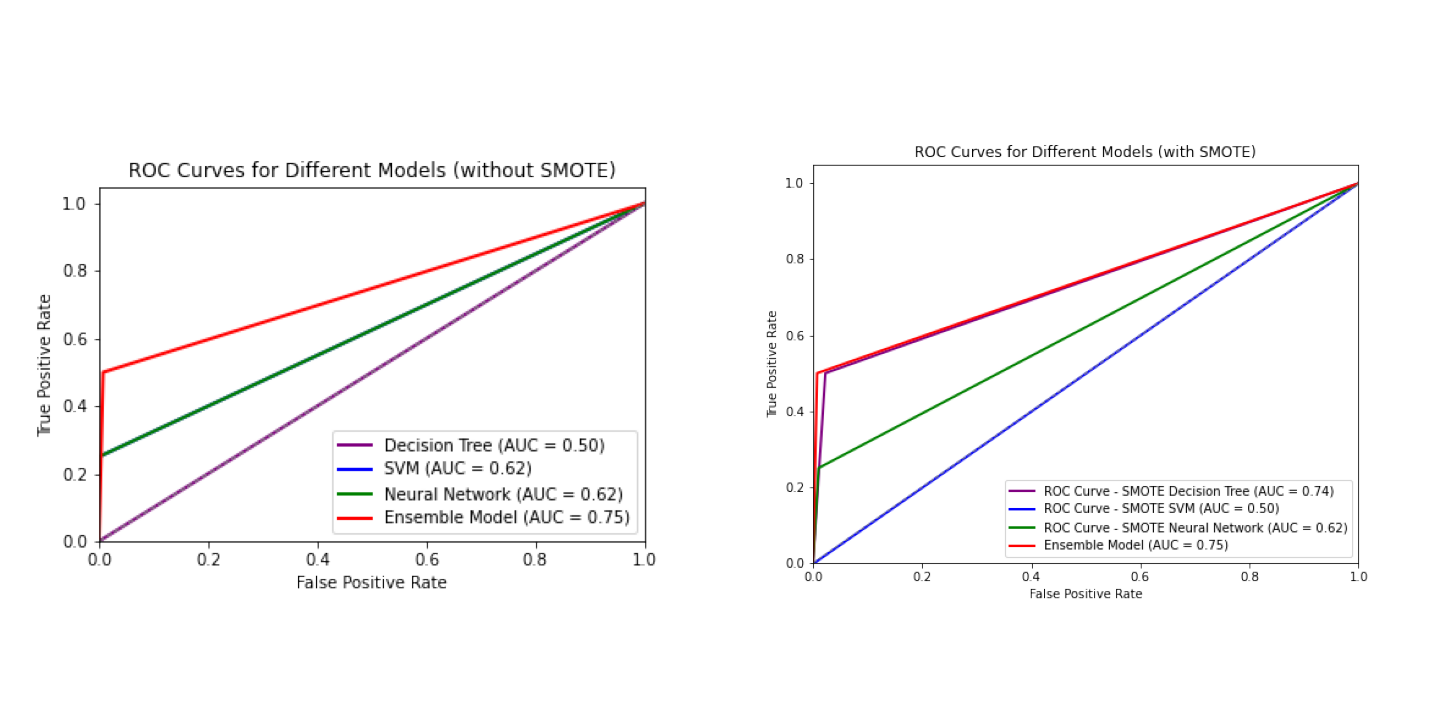 ROC Curves for Different Models (without SMOTE)
1.0
0.8
0.6
0.4
0.2
0.0
True Positive Rate
Decision Tree (AUC = 0.50)
SVM (AUC = 0.62)
Neural Network (AUC = 0.62)
Ensemble Model (AUC = 0.75)
0.0 0.2 0.4 0.6 0.8 1.0
False Positive Rate
ROC Curves for Different Models (with SMOTE)
1.0
0.8
0.6
0.4
0.2
0.0
True Positive Rate
ROC Curve - SMOTE Decision Tree (AUC = 0.74)
ROC Curve - SMOTE SVM (AUC = 0.50)
ROC Curve - SMOTE Neural Network (AUC = 0.62)
Ensemble Model (AUC = 0.75)
0.0 0.2 0.4 0.6 0.8 1.0
False Positive Rate